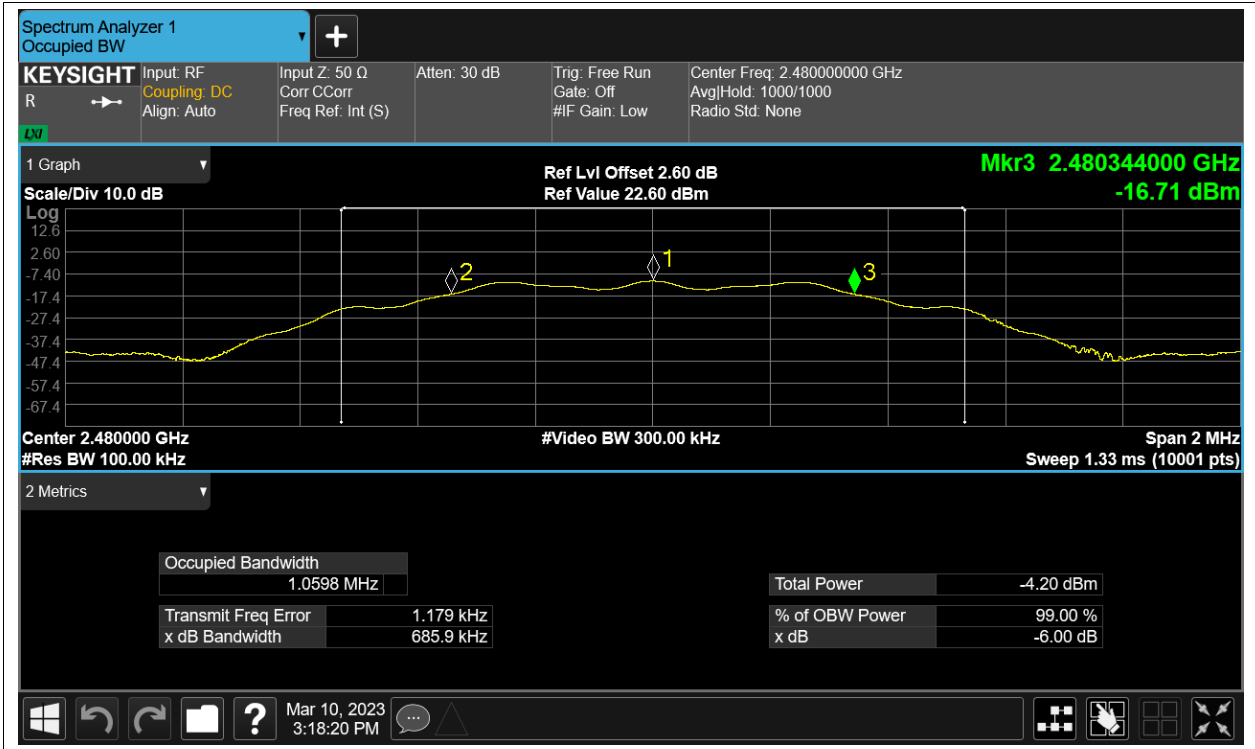 Spectrum Analyzer 1
Occupied BW
KEYSIGHT
R
LXI
Input: RF
Coupling: DC
Align: Auto
Input Z: 50 Ω
Corr CCorr
Freq Ref: Int (S)
Atten: 30 dB
Trig: Free Run
Gate: Off
#IF Gain: Low
Center Freq: 2.480000000 GHz
Avg|Hold: 1000/1000
Radio Std: None
1 Graph
Scale/Div 10.0 dB
Ref Lvl Offset 2.60 dB
Ref Value 22.60 dBm
Mkr3 2.480344000 GHz
-16.71 dBm
Log
12.6
2.60
-7.40
-17.4
-27.4
-37.4
-47.4
-57.4
-67.4
2
1
3
Center 2.480000 GHz
#Video BW 300.00 kHz
Span 2 MHz
#Res BW 100.00 kHz
Sweep 1.33 ms (10001 pts)
2 Metrics
Occupied Bandwidth
1.0598 MHz
Transmit Freq Error 1.179 kHz
x dB Bandwidth 685.9 kHz
Total Power -4.20 dBm
% of OBW Power 99.00 %
x dB -6.00 dB
?
Mar 10, 2023
3:18:20 PM